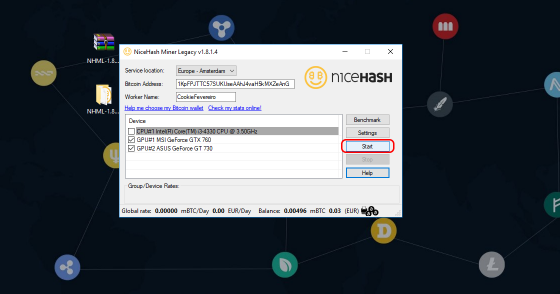 NHML-1.8...
NHML-1.8...
NiceHash Miner Legacy v1.8.1.4
Service location: Europe - Amsterdam
Bitcoin Address:
Worker Name: CookieFevereiro
Help me choose my Bitcoin wallet Check my stats online!
niceHASH
Device
CPU#1 Intel(R) Core(TM) i3-4330 CPU @ 3.50GHz
GPU#1 MSI GeForce GTX 760
GPU#2 ASUS GeForce GT 730
Benchmark
Settings
Start
Stop
Help
Group/Device Rates:
Global rate: 0.00000 mBTC/Day 0.00 EUR/Day Balance: 0.00496 mBTC 0.03 (EUR)